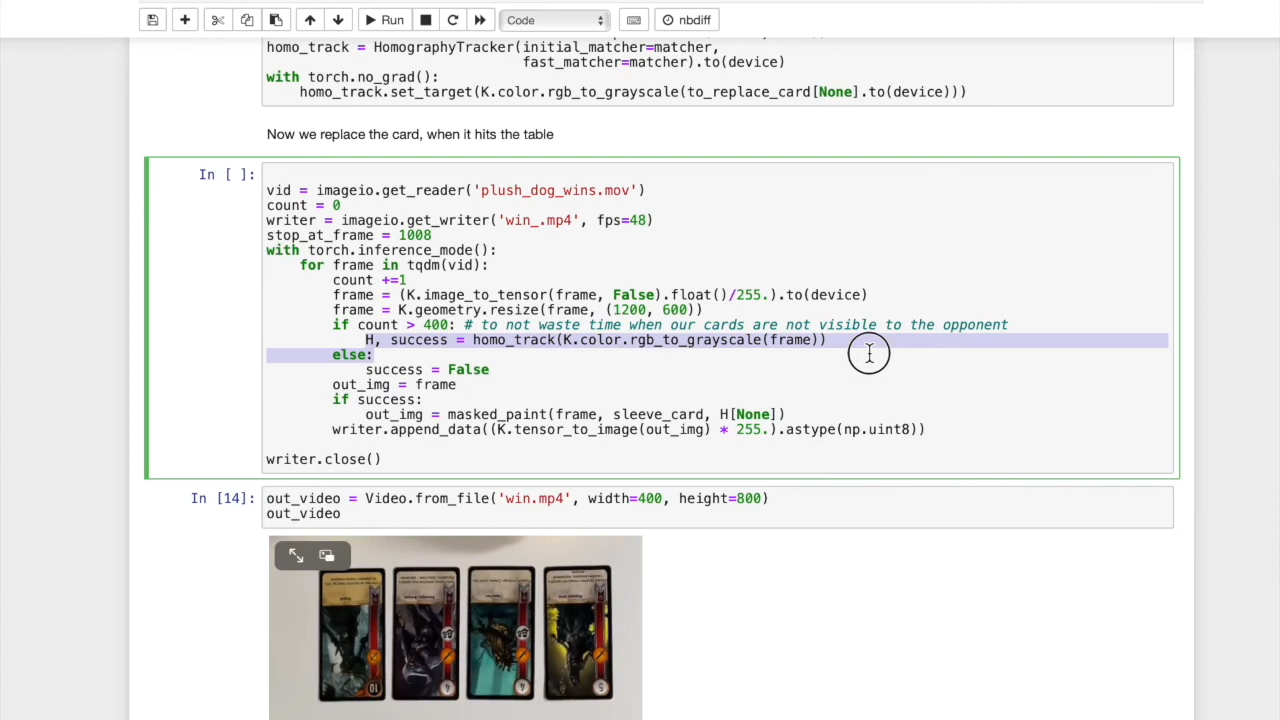 Run
Code
nbdiff
homo_track = HomographyTracker(initial_matcher=matcher,
fast_matcher=matcher).to(device)
with torch.no_grad():
homo_track.set_target(K.color.rgb_to_grayscale(to_replace_card[None].to(device)))
Now we replace the card, when it hits the table
In [ ]:
vid = imageio.get_reader('plush_dog_wins.mov')
count = 0
writer = imageio.get_writer('win_.mp4', fps=48)
stop_at_frame = 1008
with torch.inference_mode():
for frame in tqdm(vid):
count +=1
frame = (K.image_to_tensor(frame, False).float()/255.).to(device)
frame = K.geometry.resize(frame, (1200, 600))
if count > 400: # to not waste time when our cards are not visible to the opponent
H, success = homo_track(K.color.rgb_to_grayscale(frame))
else:
success = False
out_img = frame
if success:
out_img = masked_paint(frame, sleeve_card, H[None])
writer.append_data((K.tensor_to_image(out_img) * 255.).astype(np.uint8))
writer.close()
In [14]:
out_video = Video.from_file('win.mp4', width=400, height=800)
out_video
10
4
4
5